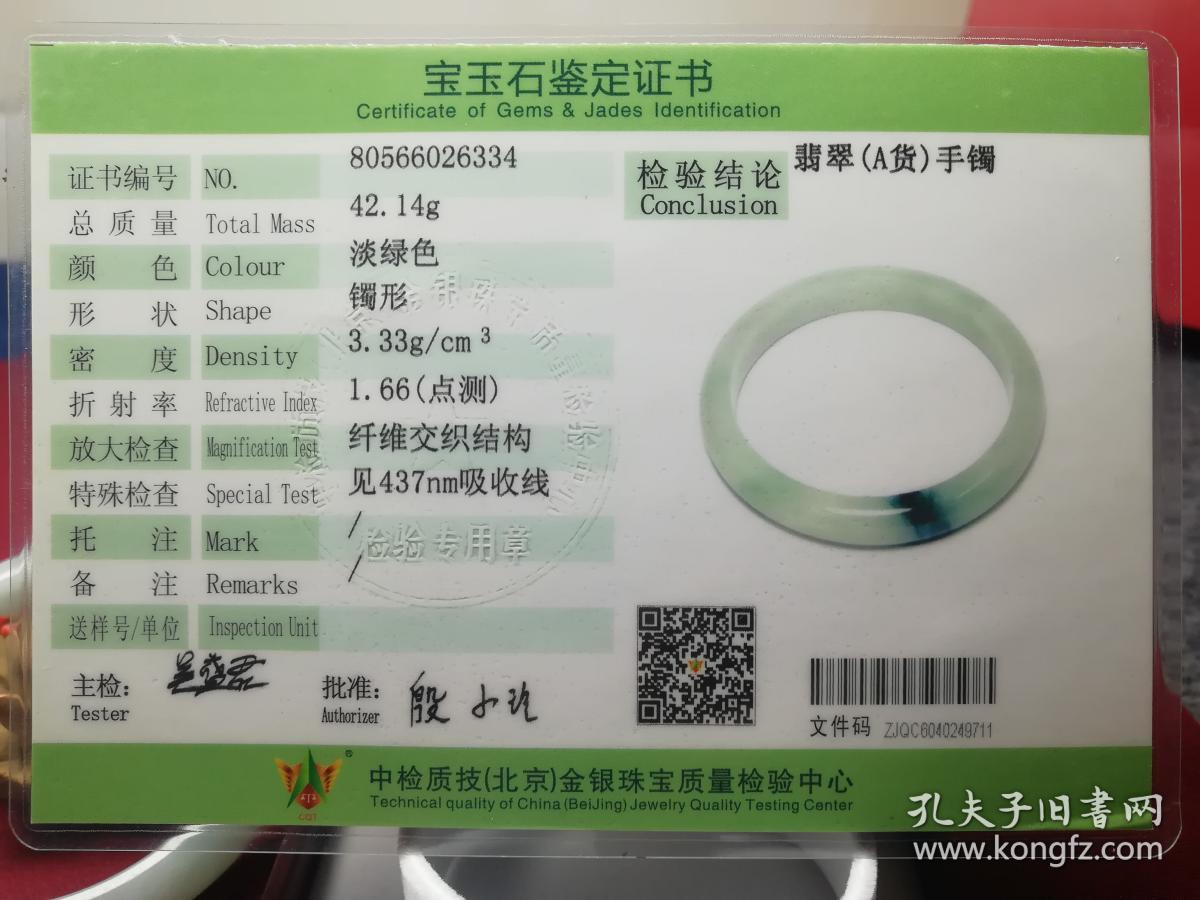 宝玉石鉴定证书
Certificate of Gems & Jades Identification
证书编号 NO. 80566026334
总质量 Total Mass 42.14g
颜色 Colour 淡绿色
形状 Shape 镯形
密度 Density 3.33g/cm³
折射率 Refractive Index 1.66(点测)
放大检查 Magnification Test 纤维交织结构
特殊检查 Special Test 见437nm吸收线
托注 Mark /
备注 Remarks /
送样号/单位 Inspection Unit
检验结论 翡翠(A货)手镯
Conclusion
检验专用章
主检:
Tester
批准: 殷小玲
Authorizer
文件码 ZJQC6040249711
CQT
®
中检质技(北京)金银珠宝质量检验中心
Technical quality of China (BeiJing) Jewelry Quality Testing Center
孔夫子旧书网
www.kongfz.com